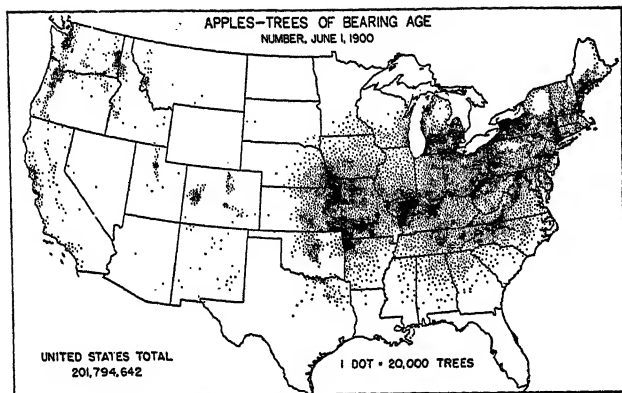 APPLES-TREES OF BEARING AGE
NUMBER, JUNE 1, 1900
UNITED STATES TOTAL
201,794,642
1 DOT = 20,000 TREES